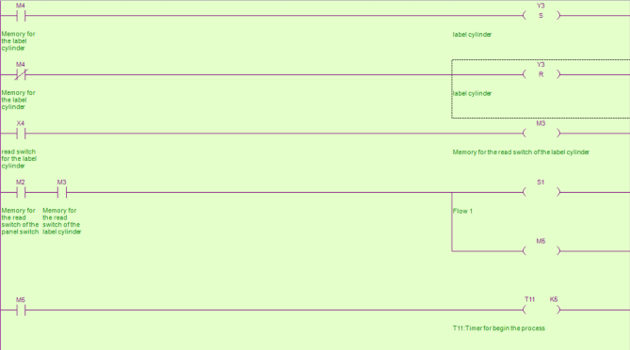 M4 Y3
S
Memory for
the label
cylinder
label cylinder
M4 Y3
R
Memory for
the label
cylinder
label cylinder
X4 M3
read switch
for the label
cylinder
Memory for the read switch of the label cylinder
M2 M3 S1
Memory for
the read
switch of the
panel switch
Memory for
the read
switch of the
label cylinder
Flow 1
M5
M5 T11 K5
T11:Timer for begin the process